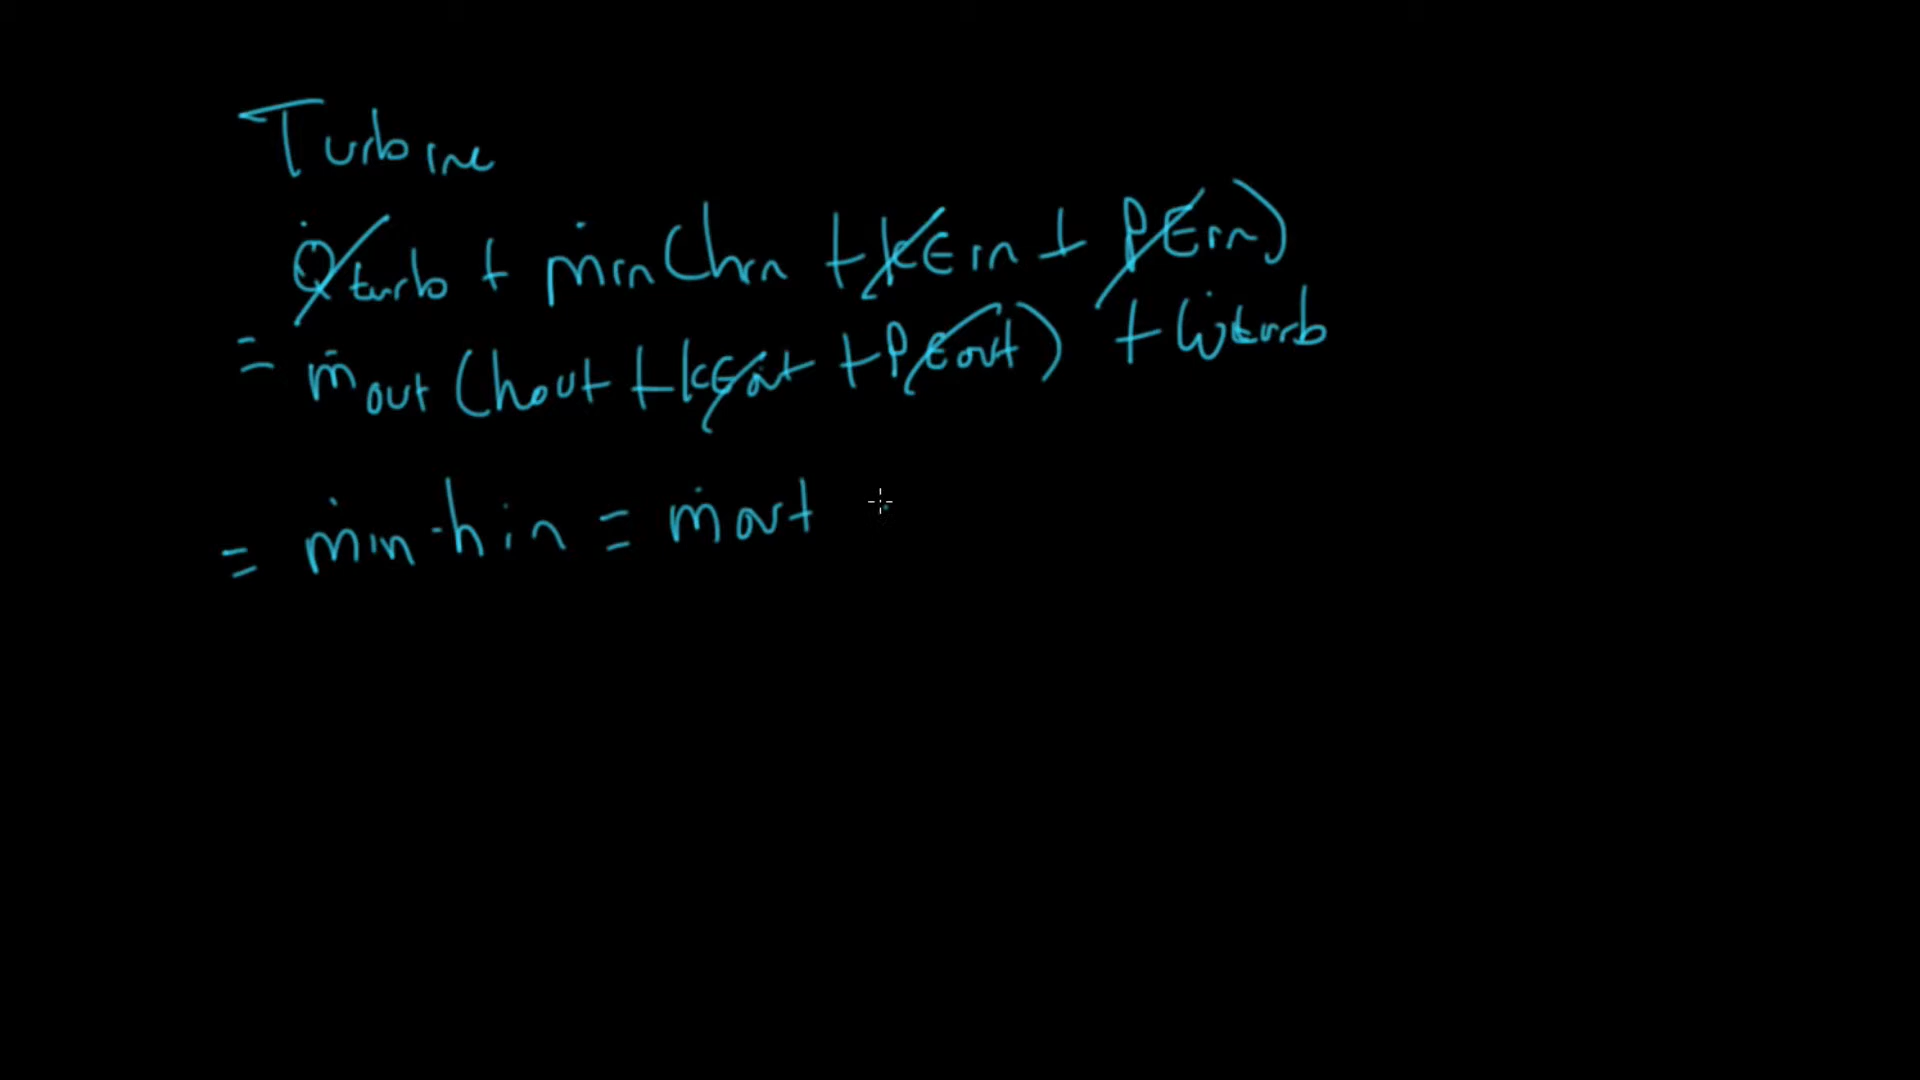 Turbine
Q̇turb + ṁin(hin + KEin + PEin)
= ṁout (hout + KEout + PEout) + Ẇturb
= ṁin·hin = ṁout